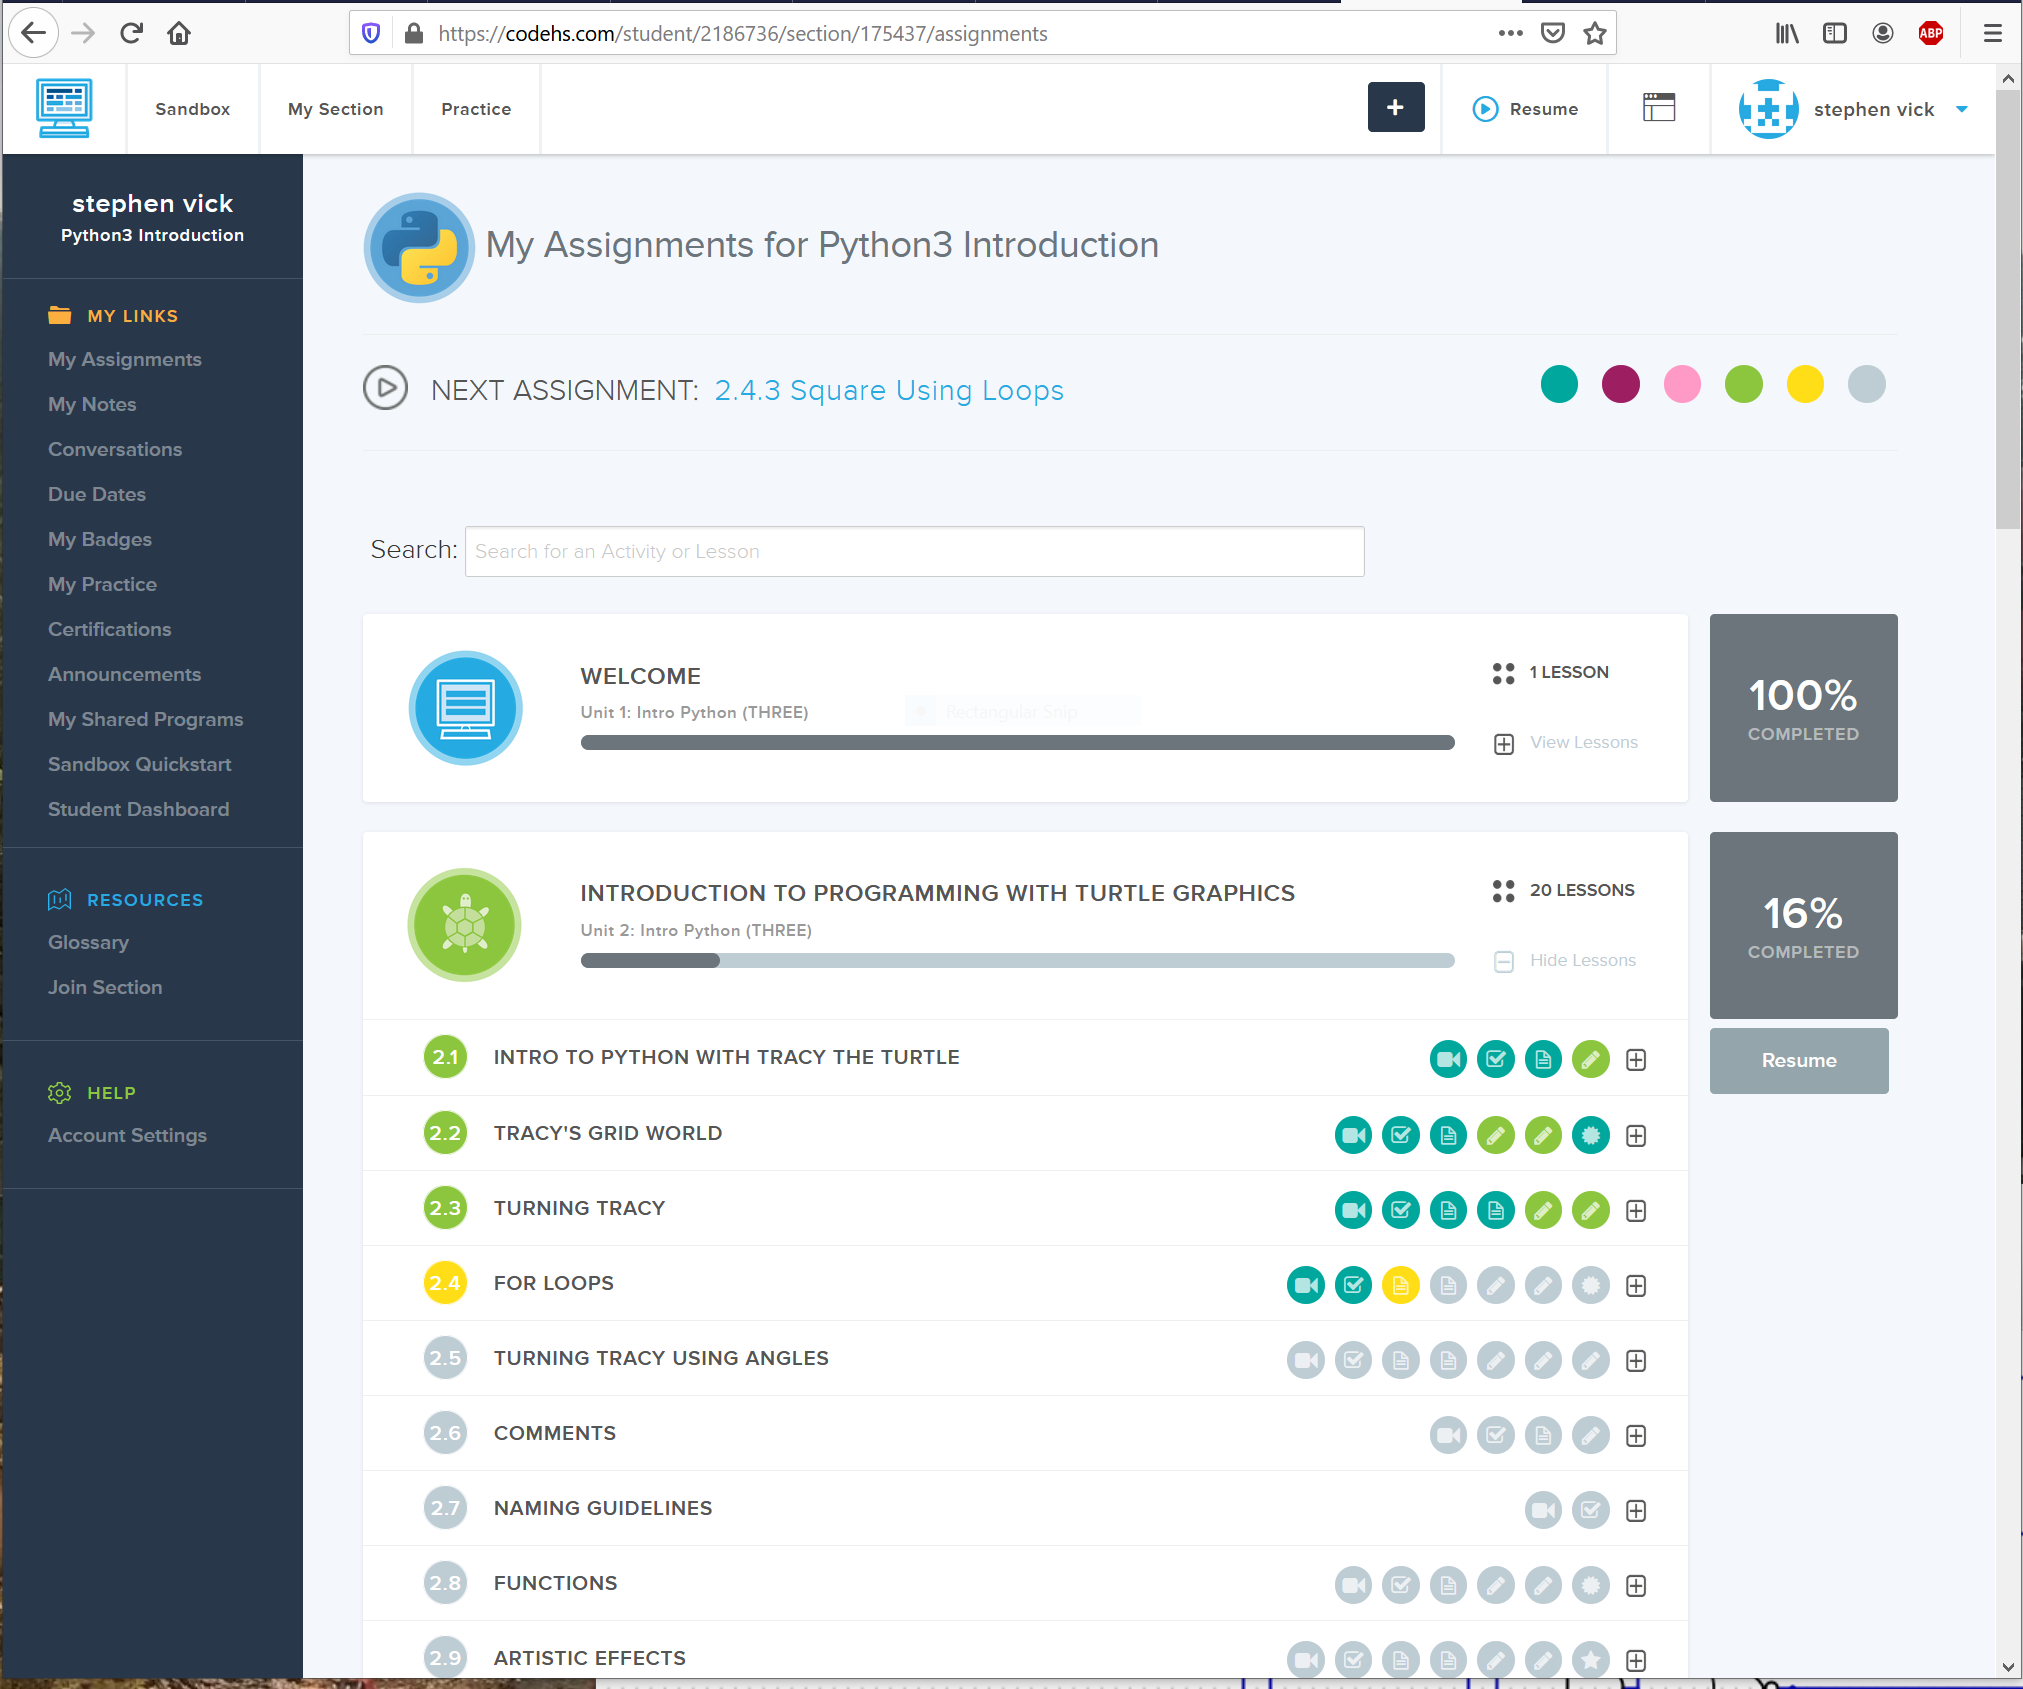 https://codehs.com/student/2186736/section/175437/assignments
ABP
Sandbox
My Section
Practice
+
Resume
stephen vick
stephen vick
Python3 Introduction
MY LINKS
My Assignments
My Notes
Conversations
Due Dates
My Badges
My Practice
Certifications
Announcements
My Shared Programs
Sandbox Quickstart
Student Dashboard
RESOURCES
Glossary
Join Section
HELP
Account Settings
My Assignments for Python3 Introduction
NEXT ASSIGNMENT: 2.4.3 Square Using Loops
Search: Search for an Activity or Lesson
WELCOME
Unit 1: Intro Python (THREE)
Rectangular Snip
1 LESSON
View Lessons
100%
COMPLETED
INTRODUCTION TO PROGRAMMING WITH TURTLE GRAPHICS
Unit 2: Intro Python (THREE)
20 LESSONS
Hide Lessons
16%
COMPLETED
Resume
2.1 INTRO TO PYTHON WITH TRACY THE TURTLE
2.2 TRACY'S GRID WORLD
2.3 TURNING TRACY
2.4 FOR LOOPS
2.5 TURNING TRACY USING ANGLES
2.6 COMMENTS
2.7 NAMING GUIDELINES
2.8 FUNCTIONS
2.9 ARTISTIC EFFECTS